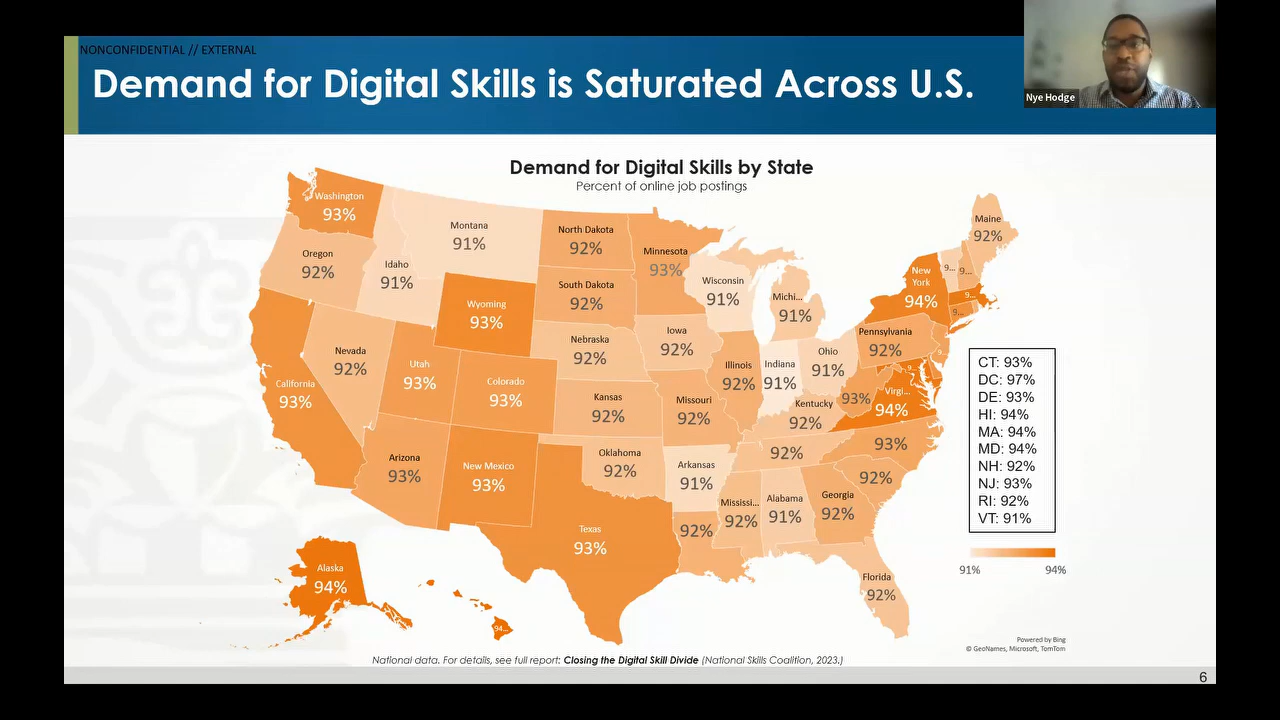 NONCONFIDENTIAL // EXTERNAL
Demand for Digital Skills is Saturated Across U.S.
Nye Hodge
Demand for Digital Skills by State
Percent of online job postings
Washington
93%
Oregon
92%
Idaho
91%
Montana
91%
North Dakota
92%
Minnesota
93%
South Dakota
92%
Wyoming
93%
Wisconsin
91%
Michi...
91%
New
York
94%
Maine
92%
9...
9...
9...
9...
9...
9...
California
93%
Nevada
92%
Utah
93%
Colorado
93%
Nebraska
92%
Iowa
92%
Illinois
92%
Indiana
91%
Ohio
91%
Pennsylvania
92%
Kansas
92%
Missouri
92%
Kentucky
92%
93%
Virgi...
94%
Arizona
93%
New Mexico
93%
Oklahoma
92%
Arkansas
91%
92%
93%
92%
Texas
93%
92%
Mississi...
92%
Alabama
91%
Georgia
92%
Florida
92%
Alaska
94%
94...
CT: 93%
DC: 97%
DE: 93%
HI: 94%
MA: 94%
MD: 94%
NH: 92%
NJ: 93%
RI: 92%
VT: 91%
91%
94%
Powered by Bing
© GeoNames, Microsoft, TomTom
National data. For details, see full report: Closing the Digital Skill Divide (National Skills Coalition, 2023.)
6